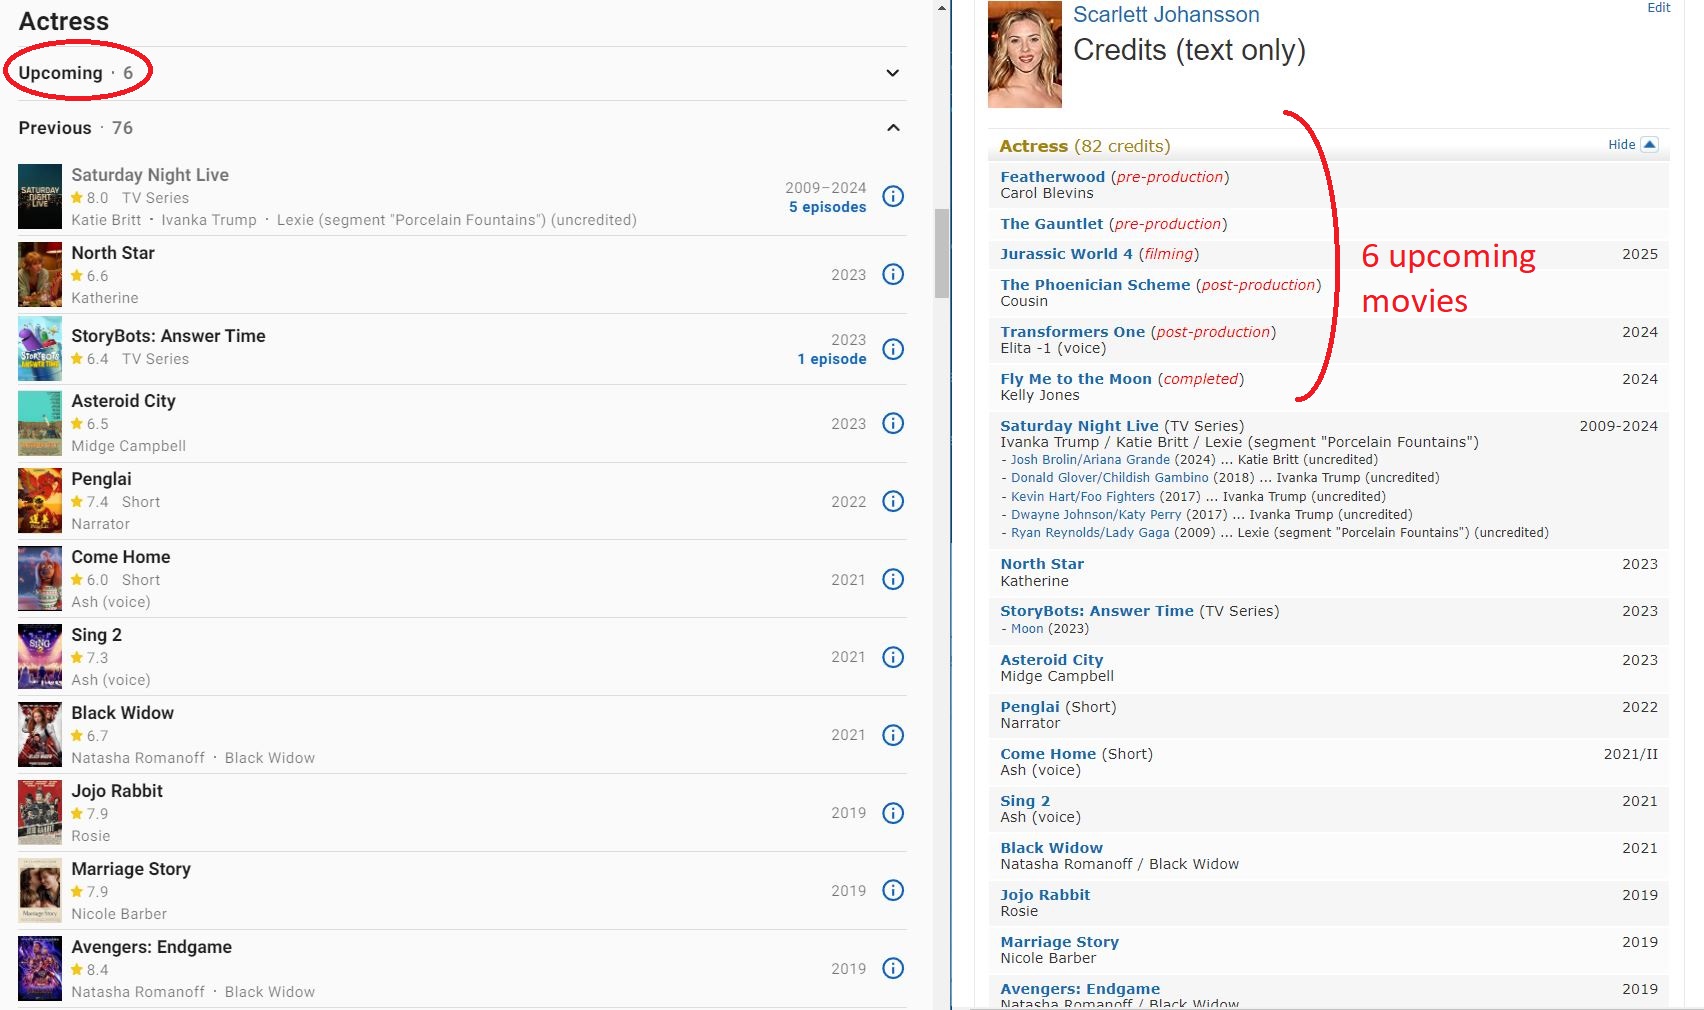 Actress
Upcoming · 6
Previous · 76
SATURDAY NIGHT LIVE
Saturday Night Live
8.0 TV Series
Katie Britt · Ivanka Trump · Lexie (segment "Porcelain Fountains") (uncredited)
2009–2024
5 episodes
North Star
6.6
Katherine
2023
STORYBOTS ANSWER TIME
StoryBots: Answer Time
6.4 TV Series
2023
1 episode
Asteroid City
6.5
Midge Campbell
2023
Penglai
7.4 Short
Narrator
2022
Come Home
6.0 Short
Ash (voice)
2021
SING
Sing 2
7.3
Ash (voice)
2021
BLACK WIDOW
Black Widow
6.7
Natasha Romanoff · Black Widow
2021
JOJO RABBIT
Jojo Rabbit
7.9
Rosie
2019
Marriage Story
Marriage Story
7.9
Nicole Barber
2019
Avengers: Endgame
8.4
Natasha Romanoff · Black Widow
2019
Scarlett Johansson
Edit
Credits (text only)
Actress (82 credits)
Hide
Featherwood (pre-production)
Carol Blevins
The Gauntlet (pre-production)
Jurassic World 4 (filming) 2025
The Phoenician Scheme (post-production)
Cousin
Transformers One (post-production) 2024
Elita -1 (voice)
Fly Me to the Moon (completed) 2024
Kelly Jones
6 upcoming
movies
Saturday Night Live (TV Series) 2009-2024
Ivanka Trump / Katie Britt / Lexie (segment "Porcelain Fountains")
- Josh Brolin/Ariana Grande (2024) ... Katie Britt (uncredited)
- Donald Glover/Childish Gambino (2018) ... Ivanka Trump (uncredited)
- Kevin Hart/Foo Fighters (2017) ... Ivanka Trump (uncredited)
- Dwayne Johnson/Katy Perry (2017) ... Ivanka Trump (uncredited)
- Ryan Reynolds/Lady Gaga (2009) ... Lexie (segment "Porcelain Fountains") (uncredited)
North Star 2023
Katherine
StoryBots: Answer Time (TV Series) 2023
- Moon (2023)
Asteroid City 2023
Midge Campbell
Penglai (Short) 2022
Narrator
Come Home (Short) 2021/II
Ash (voice)
Sing 2 2021
Ash (voice)
Black Widow 2021
Natasha Romanoff / Black Widow
Jojo Rabbit 2019
Rosie
Marriage Story 2019
Nicole Barber
Avengers: Endgame 2019
Natasha Romanoff / Black Widow